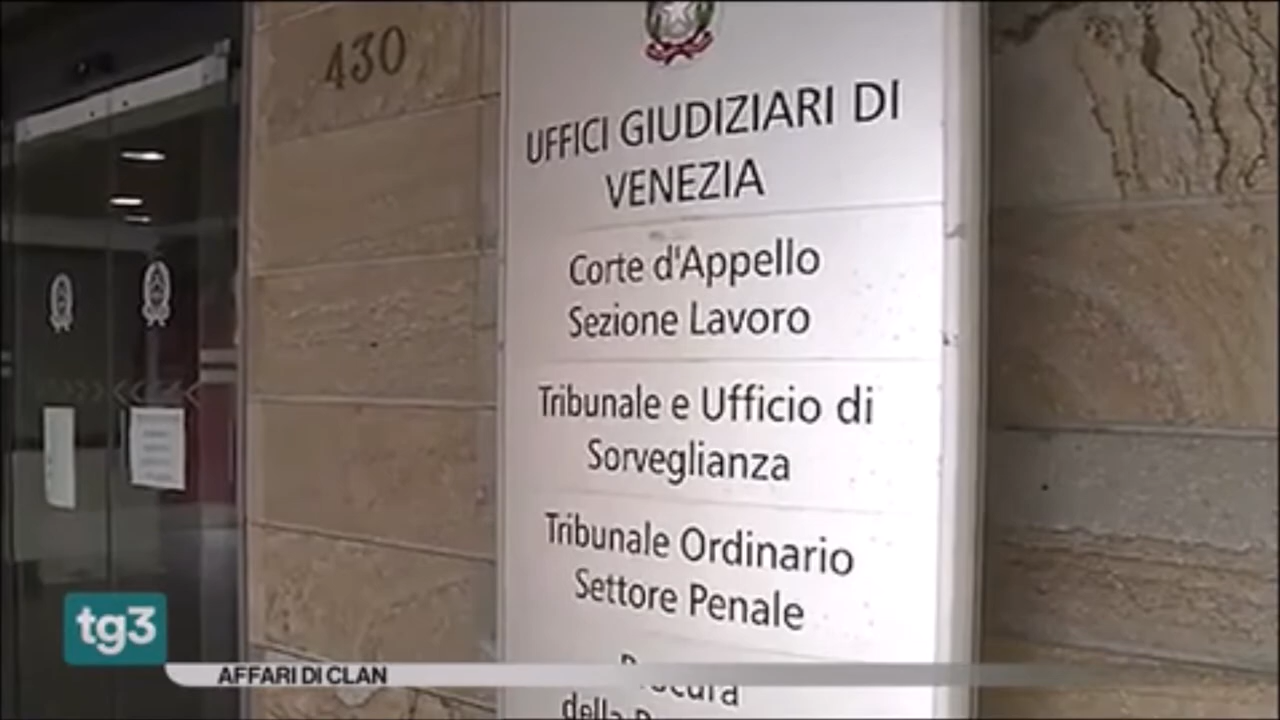 430
UFFICI GIUDIZIARI DI
VENEZIA
Corte d'Appello
Sezione Lavoro
Tribunale e Ufficio di
Sorveglianza
Tribunale Ordinario
Settore Penale
della
tg3
AFFARI DI CLAN